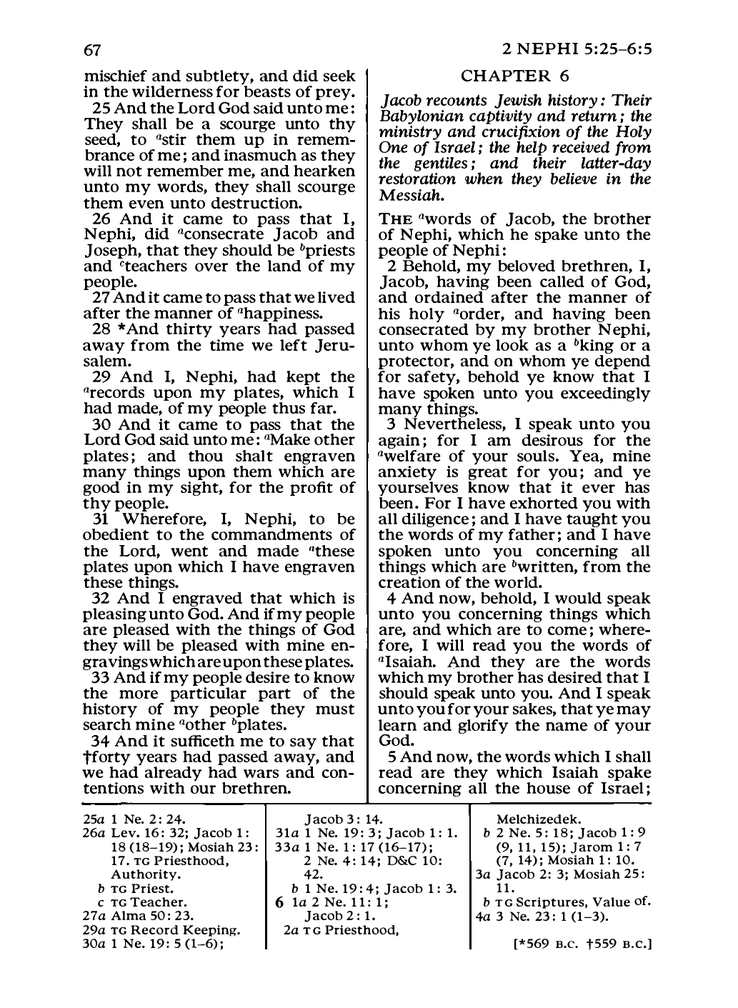 67
2 NEPHI 5:25–6:5
mischief and subtlety, and did seek
in the wilderness for beasts of prey.
25 And the Lord God said unto me:
They shall be a scourge unto thy
seed, to astir them up in remem-
brance of me; and inasmuch as they
will not remember me, and hearken
unto my words, they shall scourge
them even unto destruction.
26 And it came to pass that I,
Nephi, did aconsecrate Jacob and
Joseph, that they should be bpriests
and cteachers over the land of my
people.
27 And it came to pass that we lived
after the manner of ahappiness.
28 *And thirty years had passed
away from the time we left Jeru-
salem.
29 And I, Nephi, had kept the
arecords upon my plates, which I
had made, of my people thus far.
30 And it came to pass that the
Lord God said unto me: aMake other
plates; and thou shalt engraven
many things upon them which are
good in my sight, for the profit of
thy people.
31 Wherefore, I, Nephi, to be
obedient to the commandments of
the Lord, went and made athese
plates upon which I have engraven
these things.
32 And I engraved that which is
pleasing unto God. And if my people
are pleased with the things of God
they will be pleased with mine en-
gravings which are upon these plates.
33 And if my people desire to know
the more particular part of the
history of my people they must
search mine aother bplates.
34 And it sufficeth me to say that
†forty years had passed away, and
we had already had wars and con-
tentions with our brethren.
CHAPTER 6
Jacob recounts Jewish history: Their
Babylonian captivity and return; the
ministry and crucifixion of the Holy
One of Israel; the help received from
the gentiles; and their latter-day
restoration when they believe in the
Messiah.
THE awords of Jacob, the brother
of Nephi, which he spake unto the
people of Nephi:
2 Behold, my beloved brethren, I,
Jacob, having been called of God,
and ordained after the manner of
his holy aorder, and having been
consecrated by my brother Nephi,
unto whom ye look as a bking or a
protector, and on whom ye depend
for safety, behold ye know that I
have spoken unto you exceedingly
many things.
3 Nevertheless, I speak unto you
again; for I am desirous for the
awelfare of your souls. Yea, mine
anxiety is great for you; and ye
yourselves know that it ever has
been. For I have exhorted you with
all diligence; and I have taught you
the words of my father; and I have
spoken unto you concerning all
things which are bwritten, from the
creation of the world.
4 And now, behold, I would speak
unto you concerning things which
are, and which are to come; where-
fore, I will read you the words of
aIsaiah. And they are the words
which my brother has desired that I
should speak unto you. And I speak
unto you for your sakes, that ye may
learn and glorify the name of your
God.
5 And now, the words which I shall
read are they which Isaiah spake
concerning all the house of Israel;
25a 1 Ne. 2: 24.
26a Lev. 16: 32; Jacob 1:
18 (18–19); Mosiah 23:
17. TG Priesthood,
Authority.
b TG Priest.
c TG Teacher.
27a Alma 50: 23.
29a TG Record Keeping.
30a 1 Ne. 19: 5 (1–6);
Jacob 3: 14.
31a 1 Ne. 19: 3; Jacob 1: 1.
33a 1 Ne. 1: 17 (16–17);
2 Ne. 4: 14; D&C 10:
42.
b 1 Ne. 19: 4; Jacob 1: 3.
6 1a 2 Ne. 11: 1;
Jacob 2: 1.
2a TG Priesthood,
Melchizedek.
b 2 Ne. 5: 18; Jacob 1: 9
(9, 11, 15); Jarom 1: 7
(7, 14); Mosiah 1: 10.
3a Jacob 2: 3; Mosiah 25:
11.
b TG Scriptures, Value of.
4a 3 Ne. 23: 1 (1–3).
[*569 B.C. †559 B.C.]